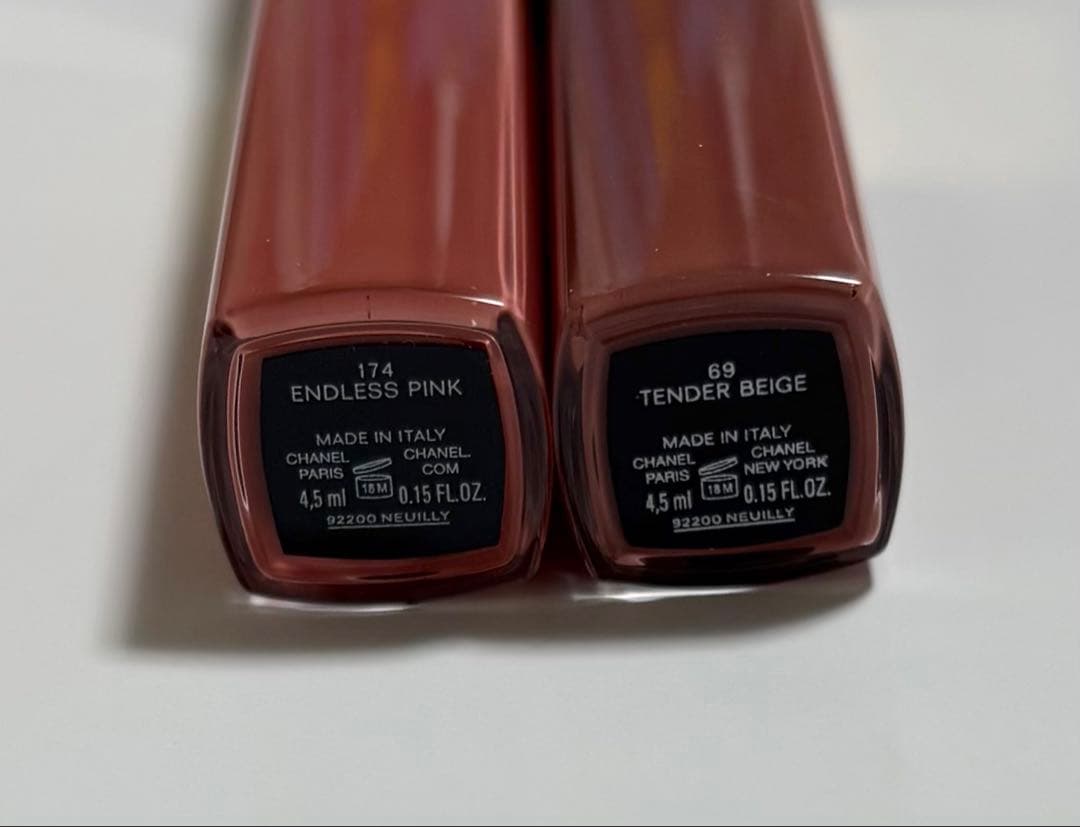 174
ENDLESS PINK
MADE IN ITALY
CHANEL PARIS
CHANEL. COM
4,5 ml 18M 0.15 FL.OZ.
92200 NEUILLY
69
TENDER BEIGE
MADE IN ITALY
CHANEL PARIS
CHANEL NEW YORK
4,5 ml 18M 0.15 FL.OZ.
92200 NEUILLY